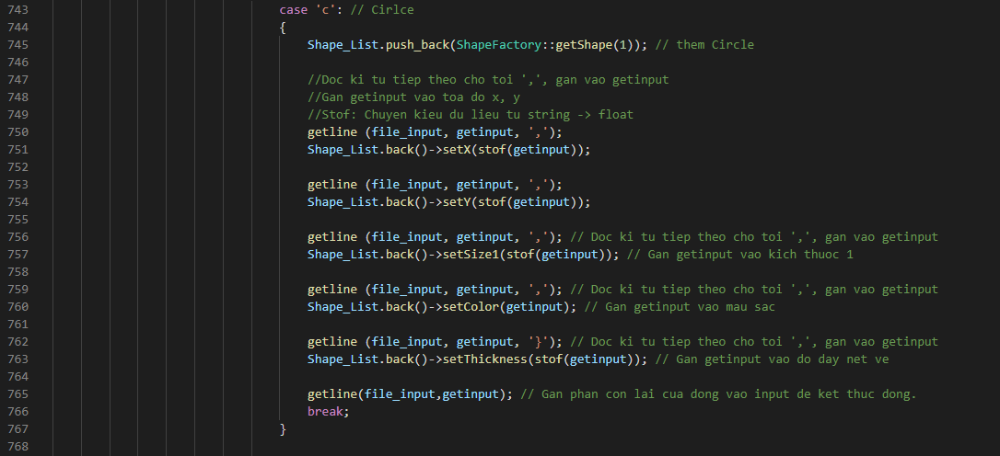 743 case 'c': // Cirlce
744 {
745 Shape_List.push_back(ShapeFactory::getShape(1)); // them Circle
746
747 //Doc ki tu tiep theo cho toi ',', gan vao getinput
748 //Gan getinput vao toa do x, y
749 //Stof: Chuyen kieu du lieu tu string -> float
750 getline (file_input, getinput, ',');
751 Shape_List.back()->setX(stof(getinput));
752
753 getline (file_input, getinput, ',');
754 Shape_List.back()->setY(stof(getinput));
755
756 getline (file_input, getinput, ','); // Doc ki tu tiep theo cho toi ',', gan vao getinput
757 Shape_List.back()->setSize1(stof(getinput)); // Gan getinput vao kich thuoc 1
758
759 getline (file_input, getinput, ','); // Doc ki tu tiep theo cho toi ',', gan vao getinput
760 Shape_List.back()->setColor(getinput); // Gan getinput vao mau sac
761
762 getline (file_input, getinput, '}'); // Doc ki tu tiep theo cho toi ',', gan vao getinput
763 Shape_List.back()->setThickness(stof(getinput)); // Gan getinput vao do day net ve
764
765 getline(file_input,getinput); // Gan phan con lai cua dong vao input de ket thuc dong.
766 break;
767 }
768